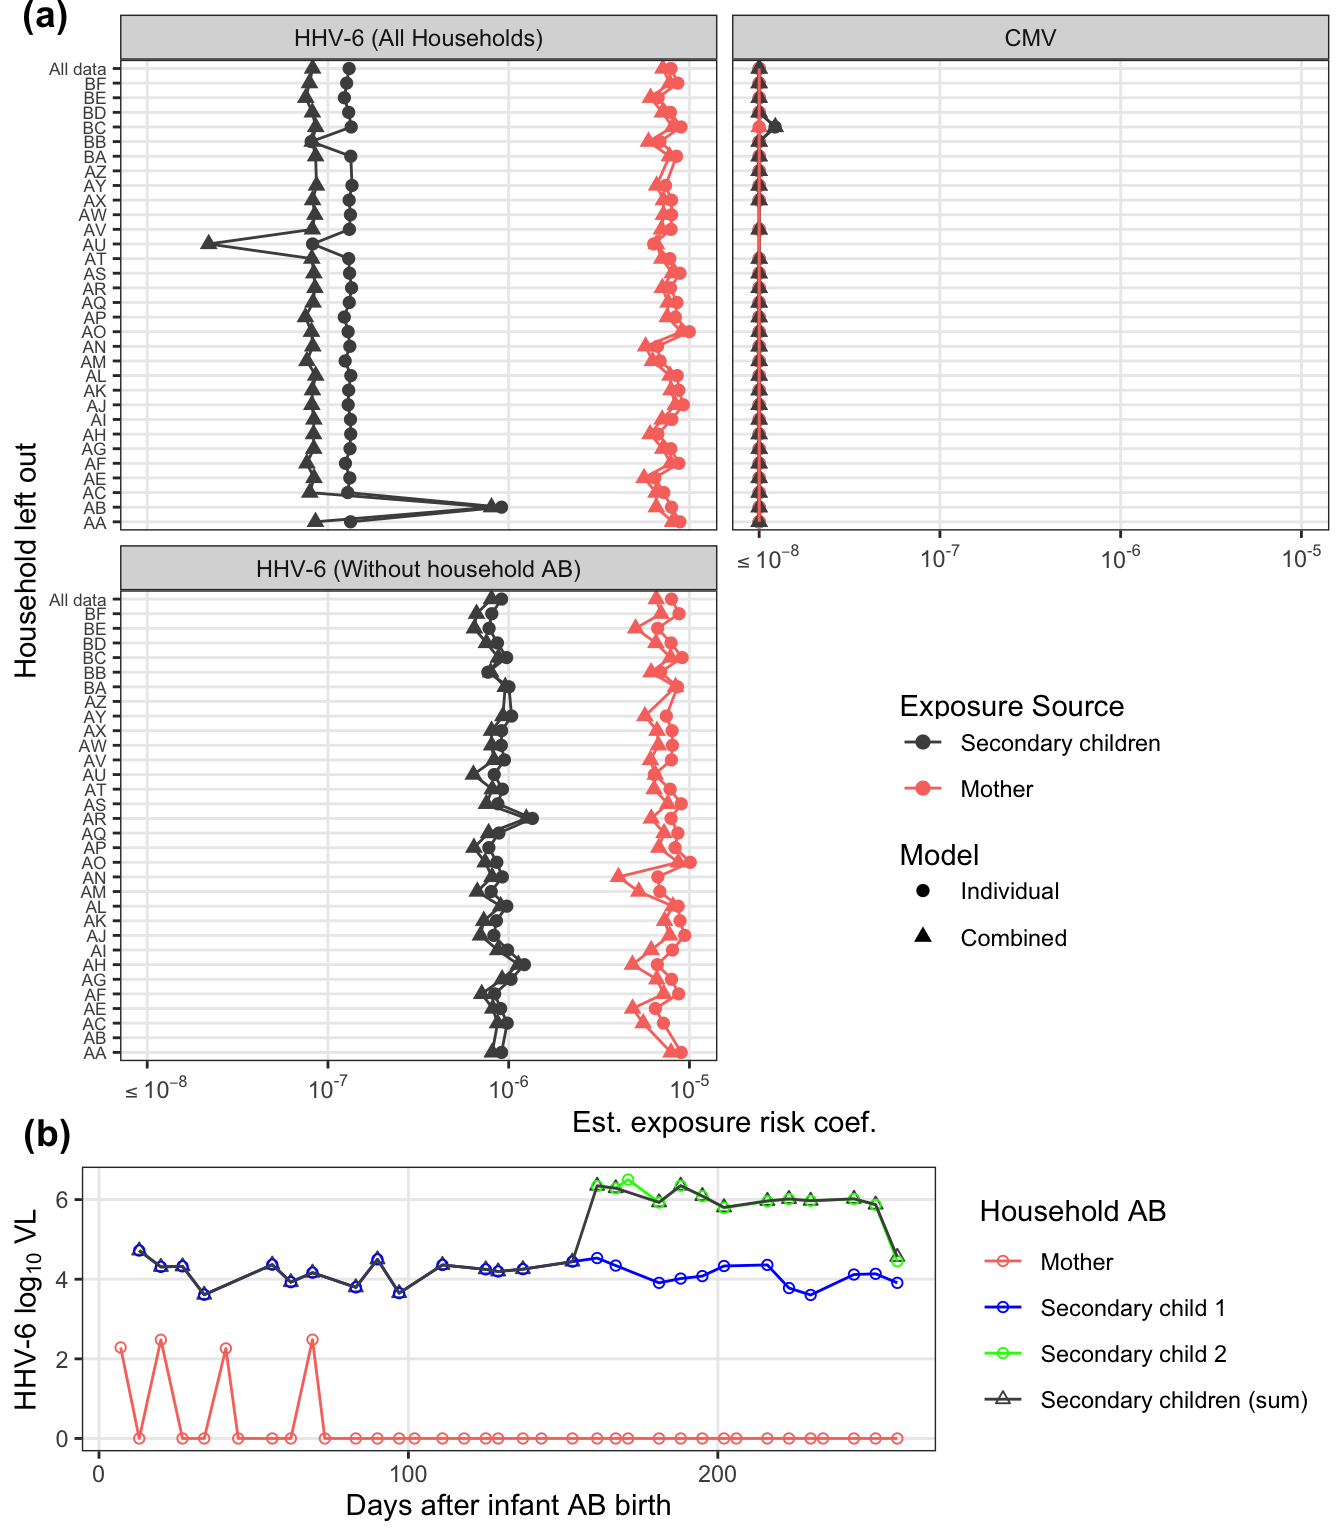 (a)
HHV-6 (All Households)
CMV
All data
BF
BE
BD
BC
BB
BA
AZ
AY
AX
AW
AV
AU
AT
AS
AR
AQ
AP
AO
AN
AM
AL
AK
AJ
AI
AH
AG
AF
AE
AC
AB
AA
≤ 10⁻⁸
10⁻⁷
10⁻⁶
10⁻⁵
Household left out
HHV-6 (Without household AB)
All data
BF
BE
BD
BC
BB
BA
AZ
AY
AX
AW
AV
AU
AT
AS
AR
AQ
AP
AO
AN
AM
AL
AK
AJ
AI
AH
AG
AF
AE
AC
AB
AA
≤ 10⁻⁸
10⁻⁷
10⁻⁶
10⁻⁵
Est. exposure risk coef.
Exposure Source
Secondary children
Mother
Model
Individual
Combined
(b)
HHV-6 log₁₀ VL
6
4
2
0
0
100
200
Days after infant AB birth
Household AB
Mother
Secondary child 1
Secondary child 2
Secondary children (sum)